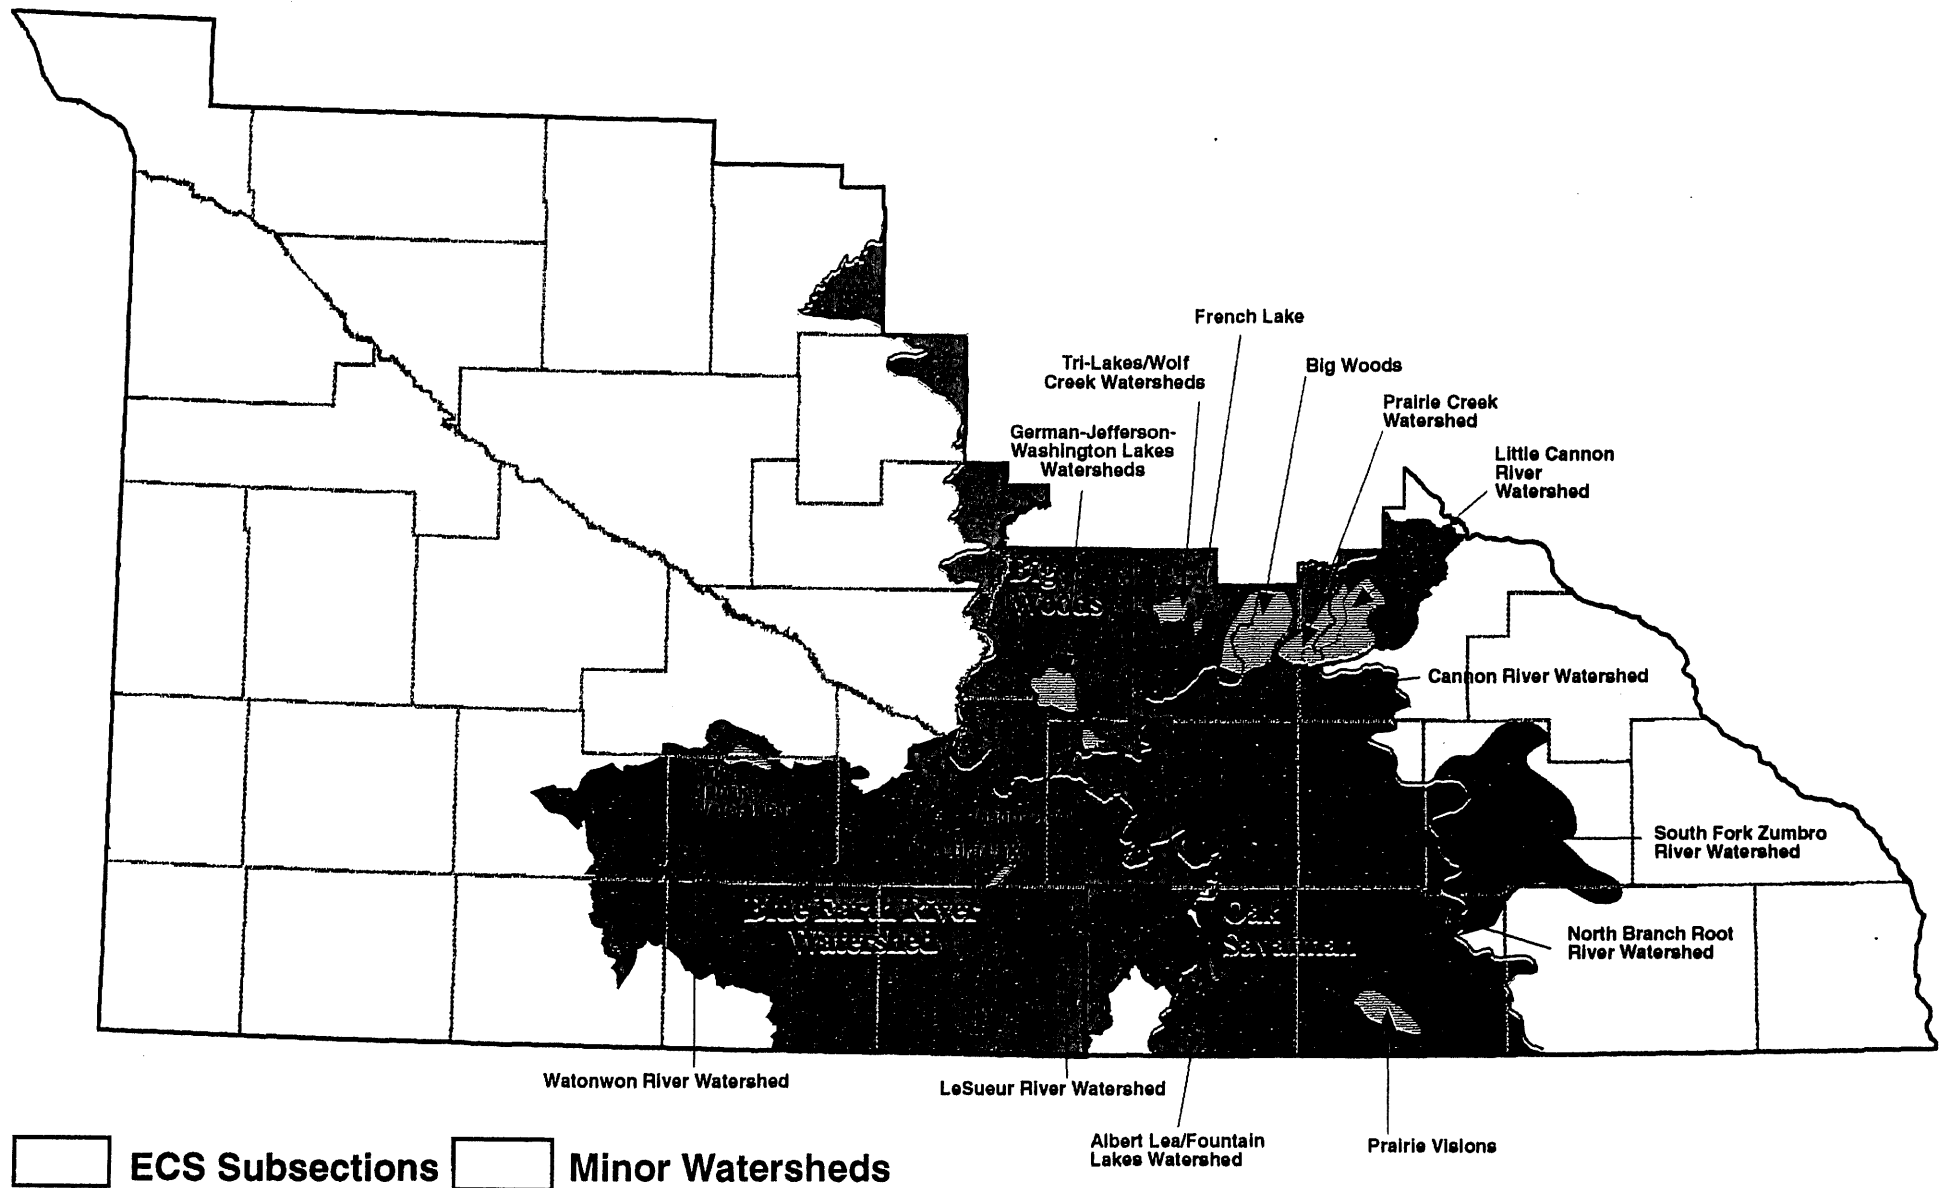 French Lake
Tri-Lakes/Wolf
Creek Watersheds
Big Woods
Prairie Creek
Watershed
German-Jefferson-
Washington Lakes
Watersheds
Little Cannon
River
Watershed
Big
Woods
Cannon River Watershed
South Fork Zumbro
River Watershed
Blue Earth River
Watershed
Oak
Savannah
North Branch Root
River Watershed
Watonwon River Watershed
LeSueur River Watershed
Albert Lea/Fountain
Lakes Watershed
Prairie Visions
ECS Subsections
Minor Watersheds